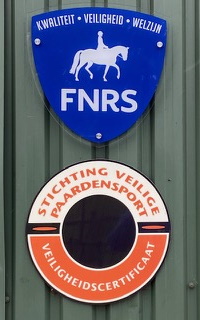 KWALITEIT • VEILIGHEID • WELZIJN
FNRS
STICHTING VEILIGE
PAARDENSPORT
VEILIGHEIDSCERTIFICAAT